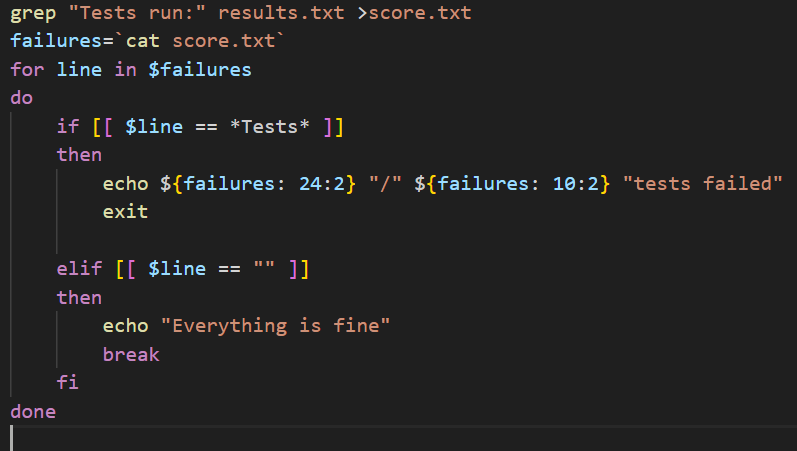 grep "Tests run:" results.txt >score.txt
failures=`cat score.txt`
for line in $failures
do
    if [[ $line == *Tests* ]]
    then
        echo ${failures: 24:2} "/" ${failures: 10:2} "tests failed"
        exit
    elif [[ $line == "" ]]
    then
        echo "Everything is fine"
        break
    fi
done